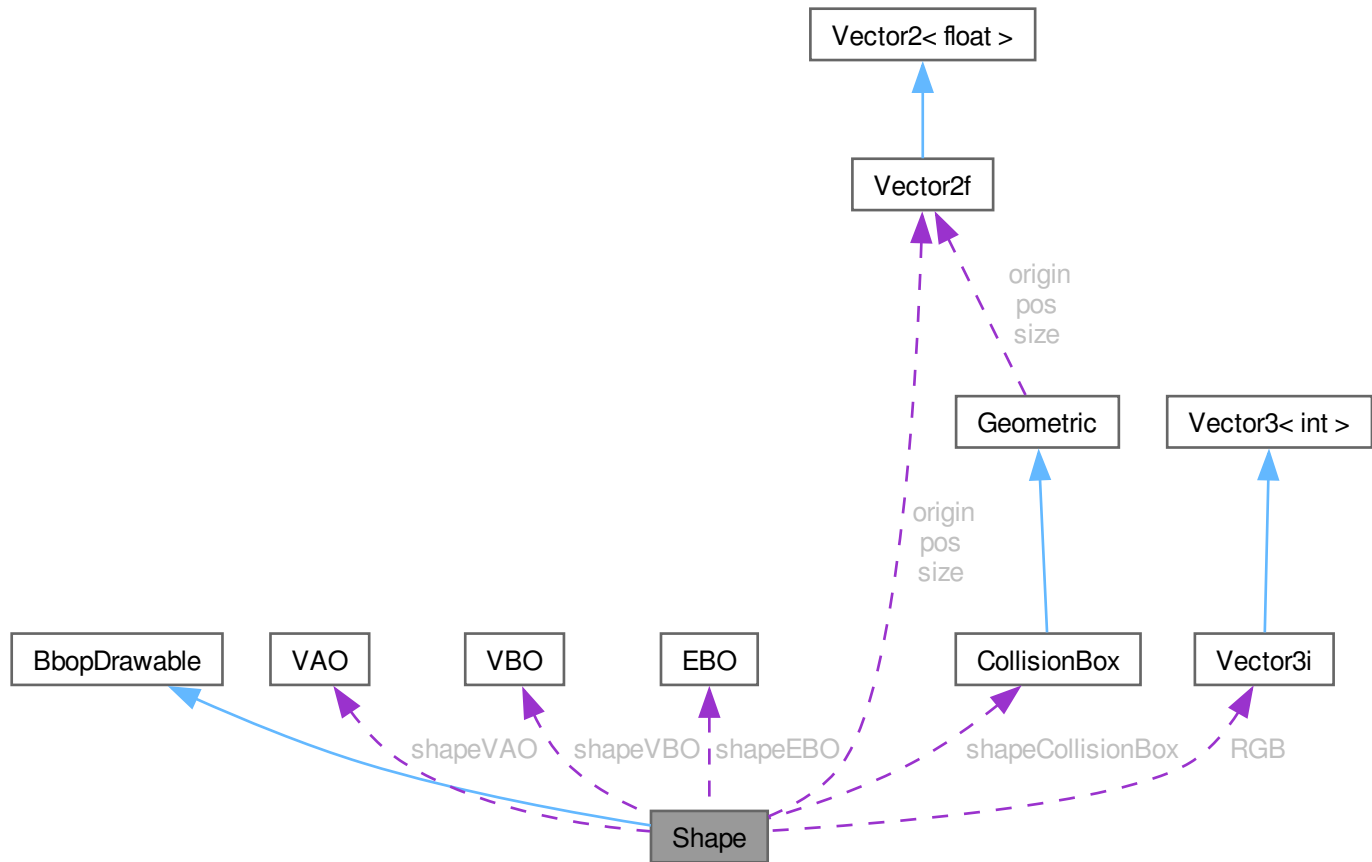 Vector2< float >
Vector2f
origin
pos
size
Geometric
Vector3< int >
origin
pos
size
BbopDrawable
VAO
VBO
EBO
CollisionBox
Vector3i
shapeVAO
shapeVBO
shapeEBO
shapeCollisionBox
RGB
Shape